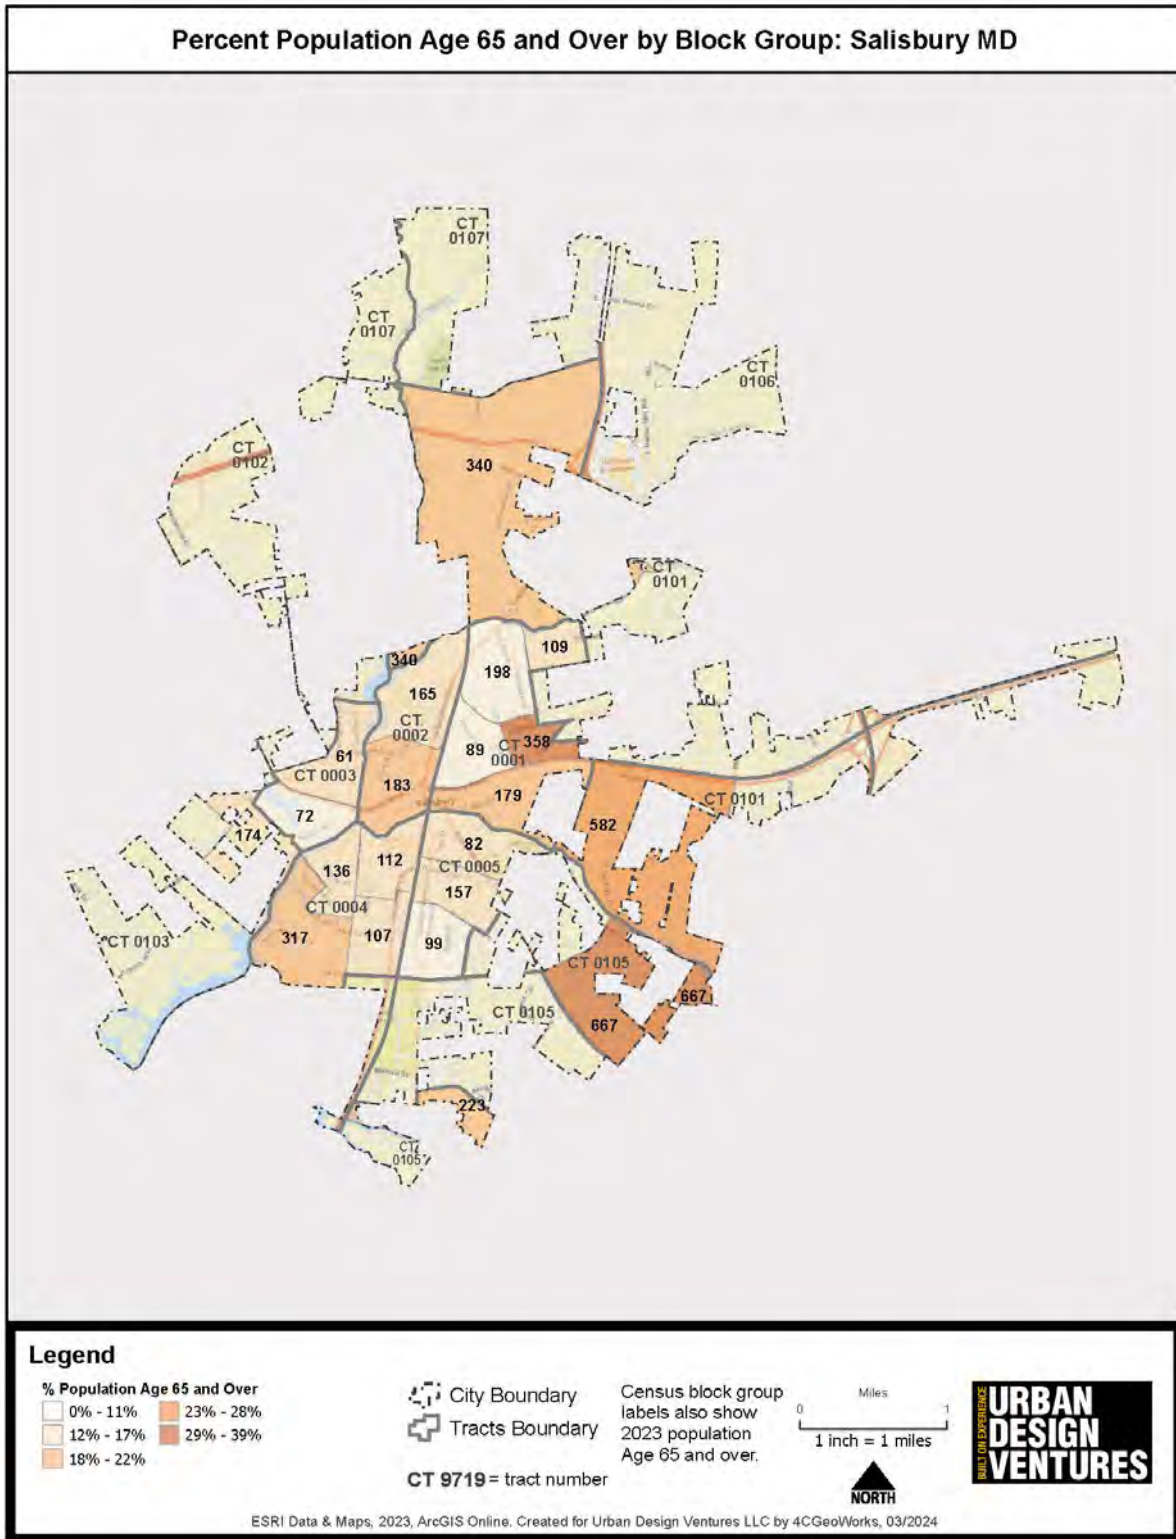 Percent Population Age 65 and Over by Block Group: Salisbury MD
CT
0107
CT
0107
CT
0106
CT
0102
340
CT
0101
109
340
198
165
CT
0002
358
89
CT
0001
61
CT 0003
183
179
CT 0101
72
582
174
82
112
136
CT 0005
157
CT 0004
317
107
99
CT 0103
CT 0105
667
CT 0105
667
223
CT
0105
Legend
% Population Age 65 and Over
0% - 11%
23% - 28%
12% - 17%
29% - 39%
18% - 22%
City Boundary
Tracts Boundary
CT 9719 = tract number
Census block group
labels also show
2023 population
Age 65 and over.
Miles
0 1
1 inch = 1 miles
NORTH
BUILT ON EXPERIENCE
URBAN
DESIGN
VENTURES
ESRI Data & Maps, 2023, ArcGIS Online. Created for Urban Design Ventures LLC by 4CGeoWorks, 03/2024